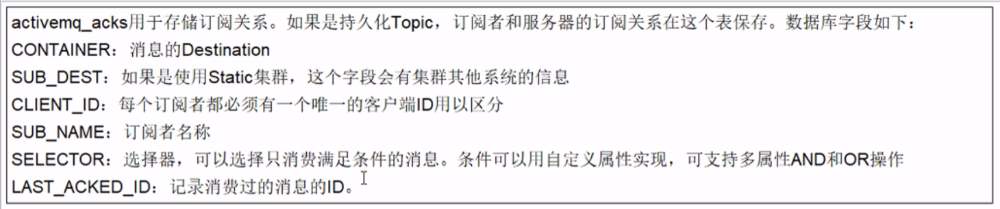 activemq_acks用于存储订阅关系。如果是持久化Topic，订阅者和服务器的订阅关系在这个表保存。数据库字段如下：
CONTAINER：消息的Destination
SUB_DEST：如果是使用Static集群，这个字段会有集群其他系统的信息
CLIENT_ID：每个订阅者都必须有一个唯一的客户端ID用以区分
SUB_NAME：订阅者名称
SELECTOR：选择器，可以选择只消费满足条件的消息。条件可以用自定义属性实现，可支持多属性AND和OR操作
LAST_ACKED_ID：记录消费过的消息的ID。